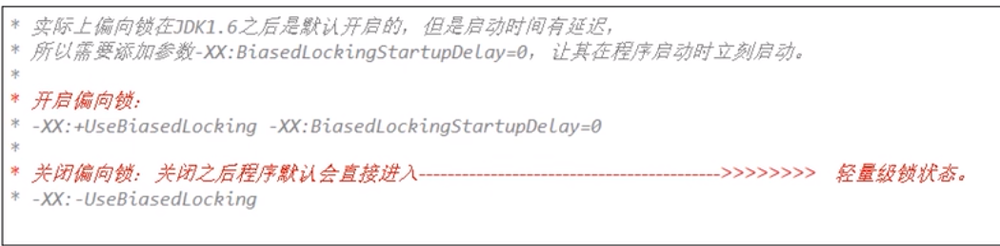 * 实际上偏向锁在JDK1.6之后是默认开启的，但是启动时间有延迟，
* 所以需要添加参数-XX:BiasedLockingStartupDelay=0，让其在程序启动时立刻启动。
*
* 开启偏向锁：
* -XX:+UseBiasedLocking -XX:BiasedLockingStartupDelay=0
*
* 关闭偏向锁：关闭之后程序默认会直接进入------------------------------------------>>>>>>>> 轻量级锁状态。
* -XX:-UseBiasedLocking